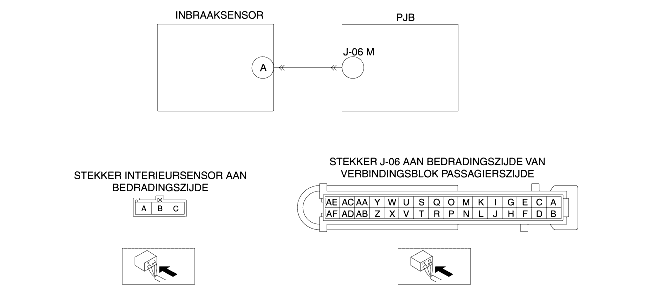 INBRAAKSENSOR
PJB
J-06 M
A
STEKKER INTERIEURSENSOR AAN
BEDRADINGSZIJDE
A B C
STEKKER J-06 AAN BEDRADINGSZIJDE VAN
VERBINDINGSBLOK PASSAGIERSZIJDE
AE AC AA Y W U S Q O M K I G E C A
AF AD AB Z X V T R P N L J H F D B